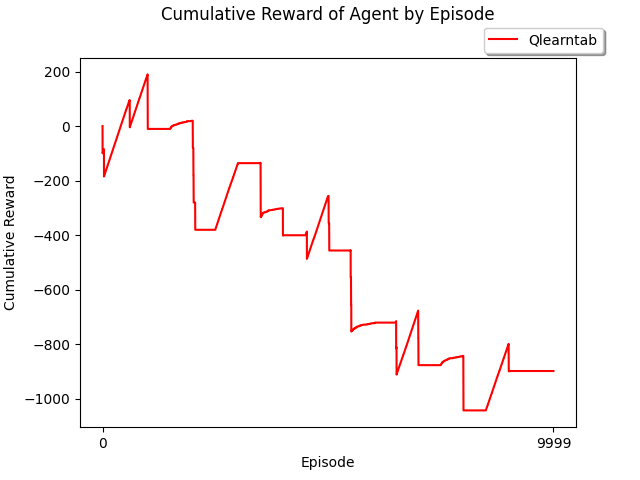 Cumulative Reward of Agent by Episode
Qlearntab
200
0
−200
−400
−600
−800
−1000
Cumulative Reward
0
9999
Episode